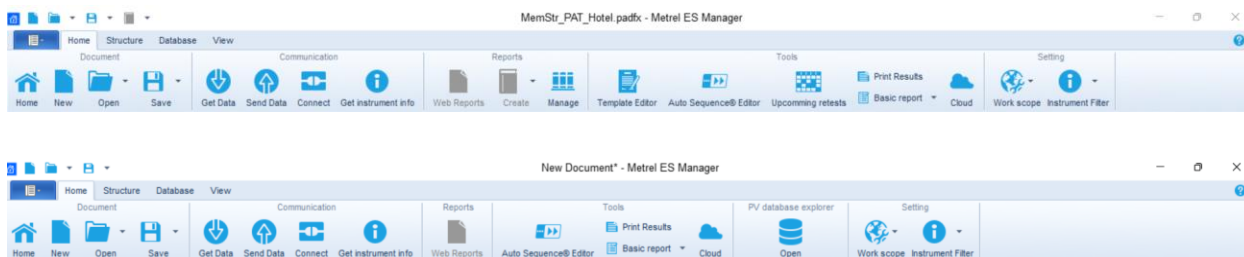 MemStr_PAT_Hotel.padfx - Metrel ES Manager
Home Structure Database View
Document Communication Reports Tools Setting
Print Results
Basic report
Home New Open Save Get Data Send Data Connect Get instrument info Web Reports Create Manage Template Editor Auto Sequence® Editor Upcomming retests Cloud Work scope Instrument Filter
New Document* - Metrel ES Manager
Home Structure Database View
Document Communication Reports Tools PV database explorer Setting
Print Results
Basic report
Home New Open Save Get Data Send Data Connect Get instrument info Web Reports Auto Sequence® Editor Cloud Open Work scope Instrument Filter